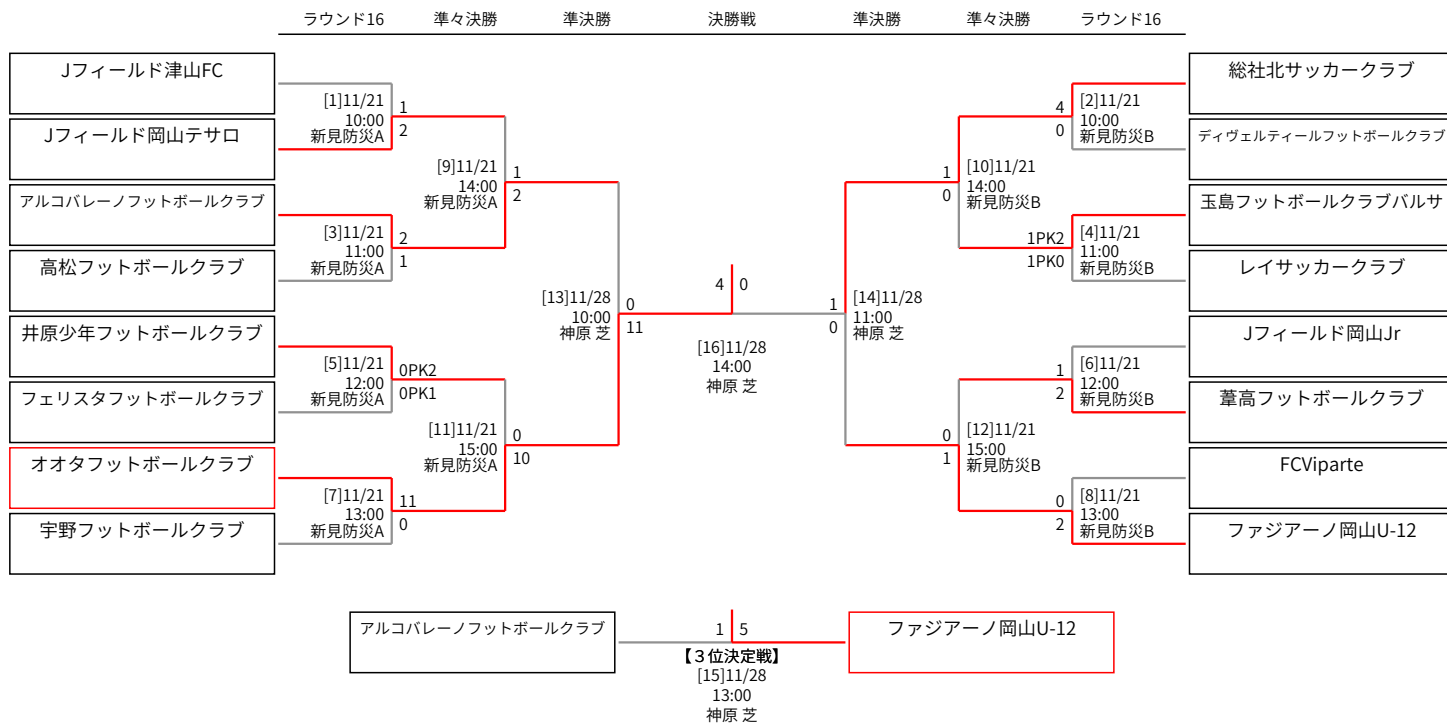 ラウンド16 準々決勝 準決勝 決勝戦 準決勝 準々決勝 ラウンド16
Jフィールド津山FC
[1]11/21
10:00
新見防災A
1
2
Jフィールド岡山テサロ
[9]11/21
14:00
新見防災A
1
2
アルコバレーノフットボールクラブ
[3]11/21
11:00
新見防災A
2
1
高松フットボールクラブ
[13]11/28
10:00
神原 芝
0
11
井原少年フットボールクラブ
[5]11/21
12:00
新見防災A
0PK2
0PK1
フェリスタフットボールクラブ
[11]11/21
15:00
新見防災A
0
10
オオタフットボールクラブ
[7]11/21
13:00
新見防災A
11
0
宇野フットボールクラブ
4 0
[16]11/28
14:00
神原 芝
総社北サッカークラブ
4
0
[2]11/21
10:00
新見防災B
ディヴェルティールフットボールクラブ
1
0
[10]11/21
14:00
新見防災B
玉島フットボールクラブバルサ
1PK2
1PK0
[4]11/21
11:00
新見防災B
レイサッカークラブ
1
0
[14]11/28
11:00
神原 芝
Jフィールド岡山Jr
1
2
[6]11/21
12:00
新見防災B
葦高フットボールクラブ
0
1
[12]11/21
15:00
新見防災B
FCViparte
0
2
[8]11/21
13:00
新見防災B
ファジアーノ岡山U-12
アルコバレーノフットボールクラブ
1 5
ファジアーノ岡山U-12
【３位決定戦】
[15]11/28
13:00
神原 芝